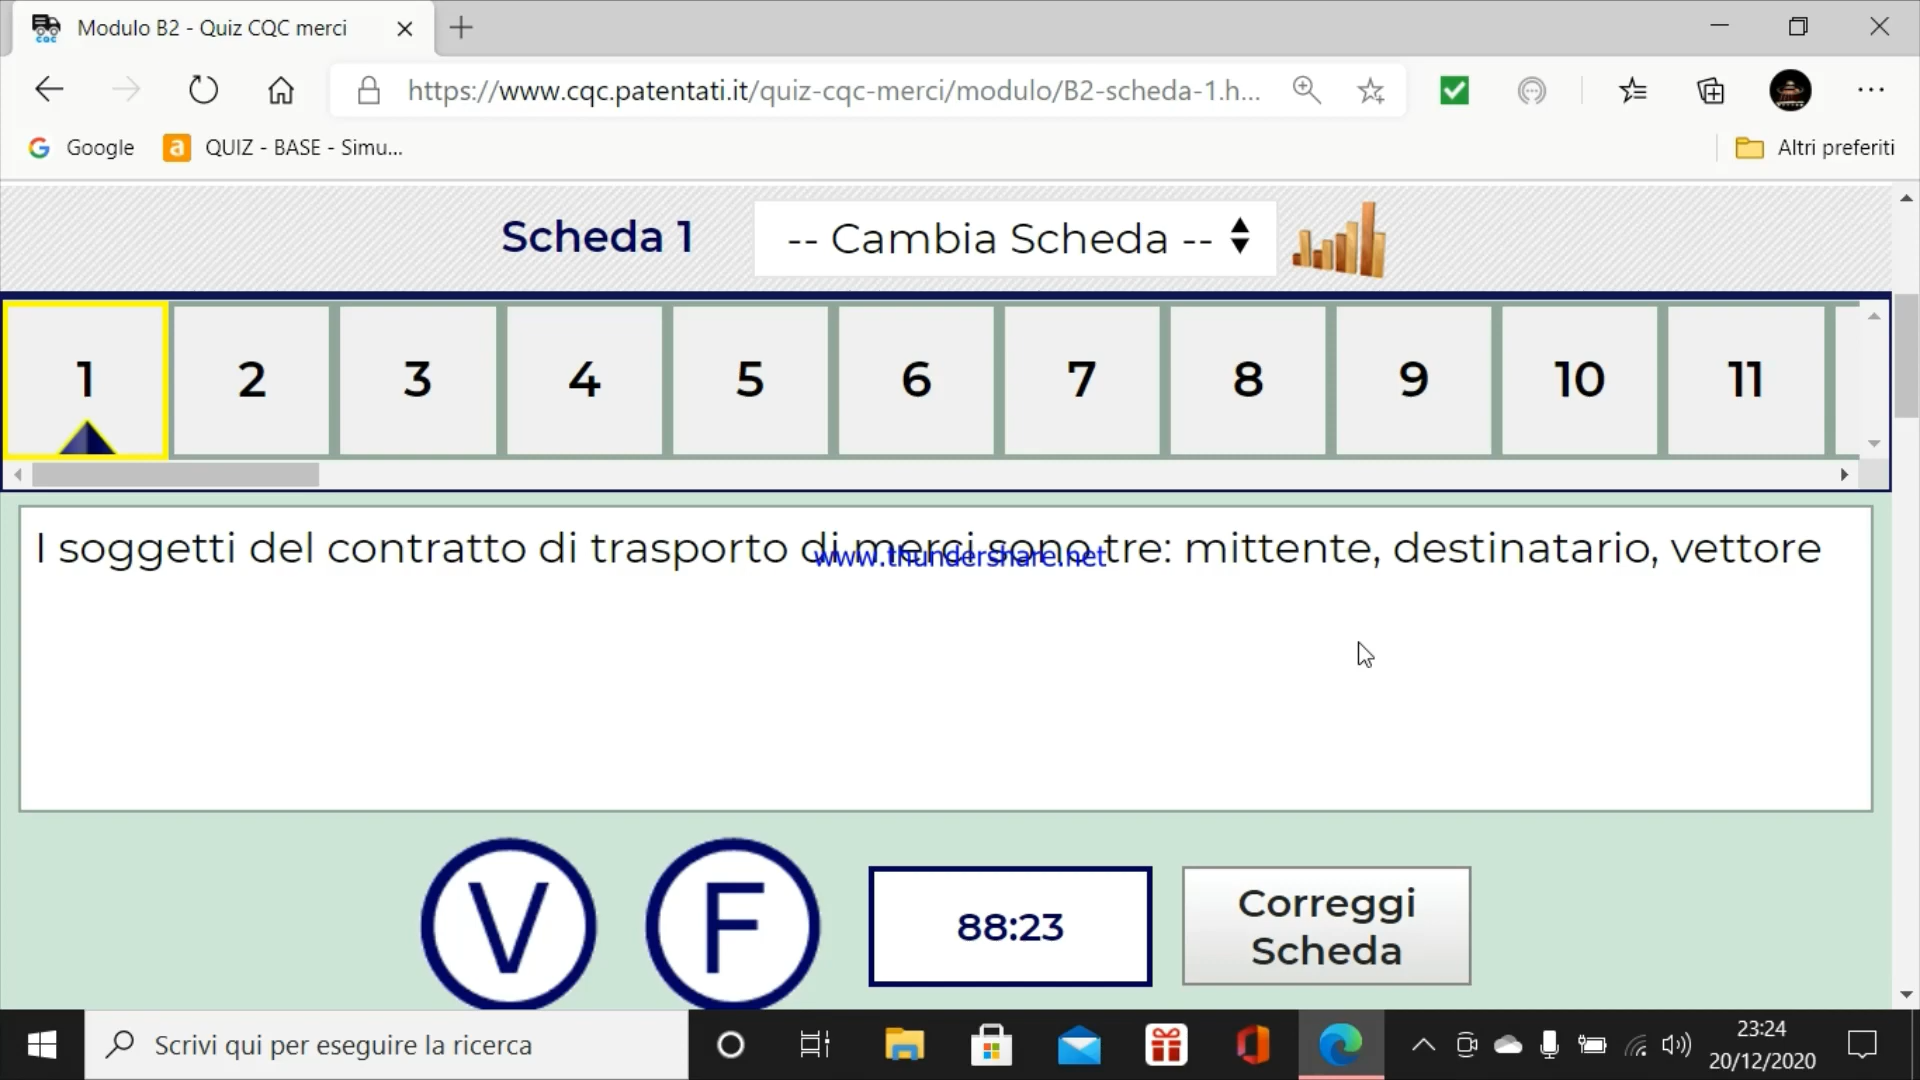 Modulo B2 - Quiz CQC merci
https://www.cqc.patentati.it/quiz-cqc-merci/modulo/B2-scheda-1.h...
Google
QUIZ - BASE - Simu...
Altri preferiti
Scheda 1
-- Cambia Scheda --
1 2 3 4 5 6 7 8 9 10 11
I soggetti del contratto di trasporto di merci sono tre: mittente, destinatario, vettore
www.thundershare.net
V F
88:23
Correggi
Scheda
Scrivi qui per eseguire la ricerca
23:24
20/12/2020